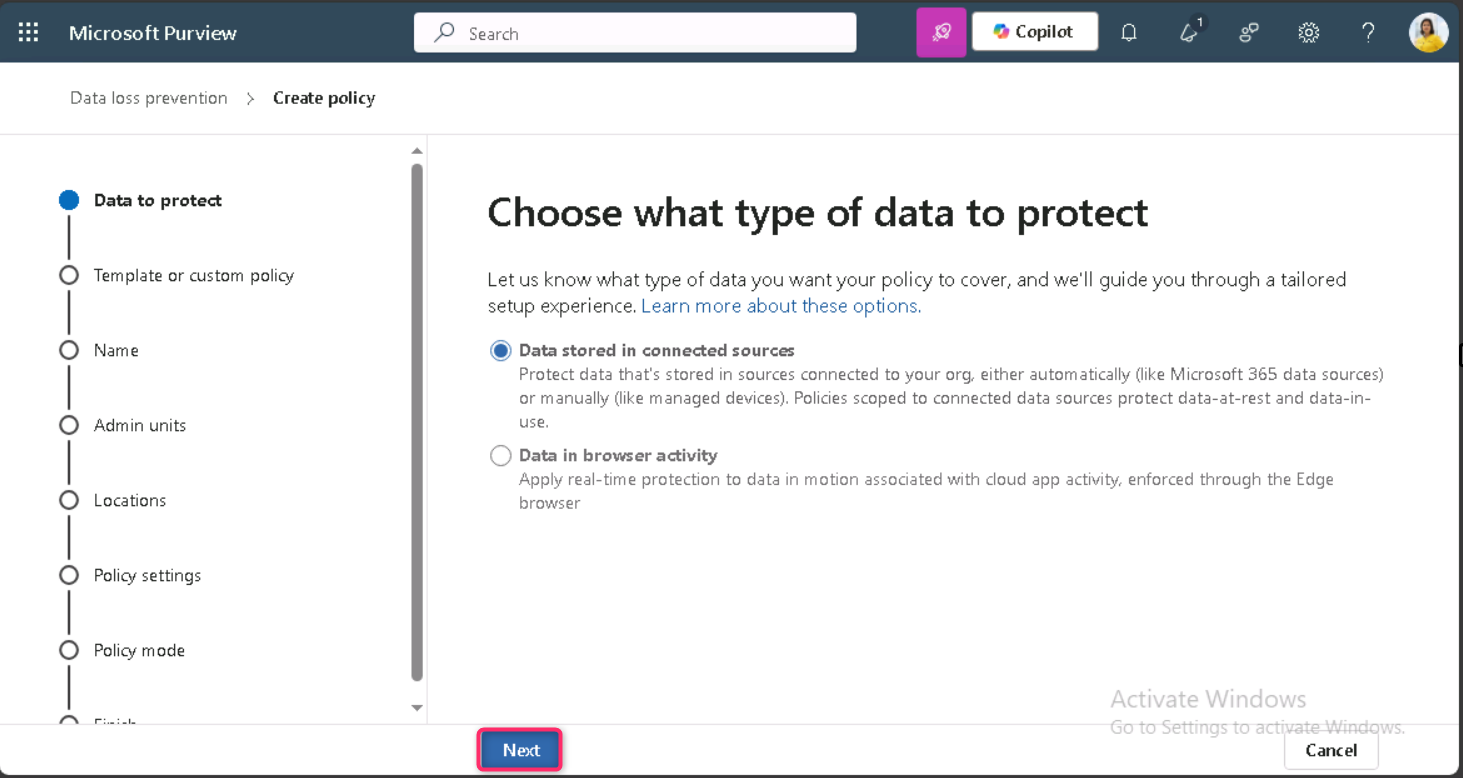 Microsoft Purview
Search
Copilot
1
Data loss prevention > Create policy
Data to protect
Template or custom policy
Name
Admin units
Locations
Policy settings
Policy mode
Finish
Choose what type of data to protect
Let us know what type of data you want your policy to cover, and we'll guide you through a tailored
setup experience. Learn more about these options.
Data stored in connected sources
Protect data that's stored in sources connected to your org, either automatically (like Microsoft 365 data sources)
or manually (like managed devices). Policies scoped to connected data sources protect data-at-rest and data-in-
use.
Data in browser activity
Apply real-time protection to data in motion associated with cloud app activity, enforced through the Edge
browser
Activate Windows
Go to Settings to activate Windows.
Next
Cancel